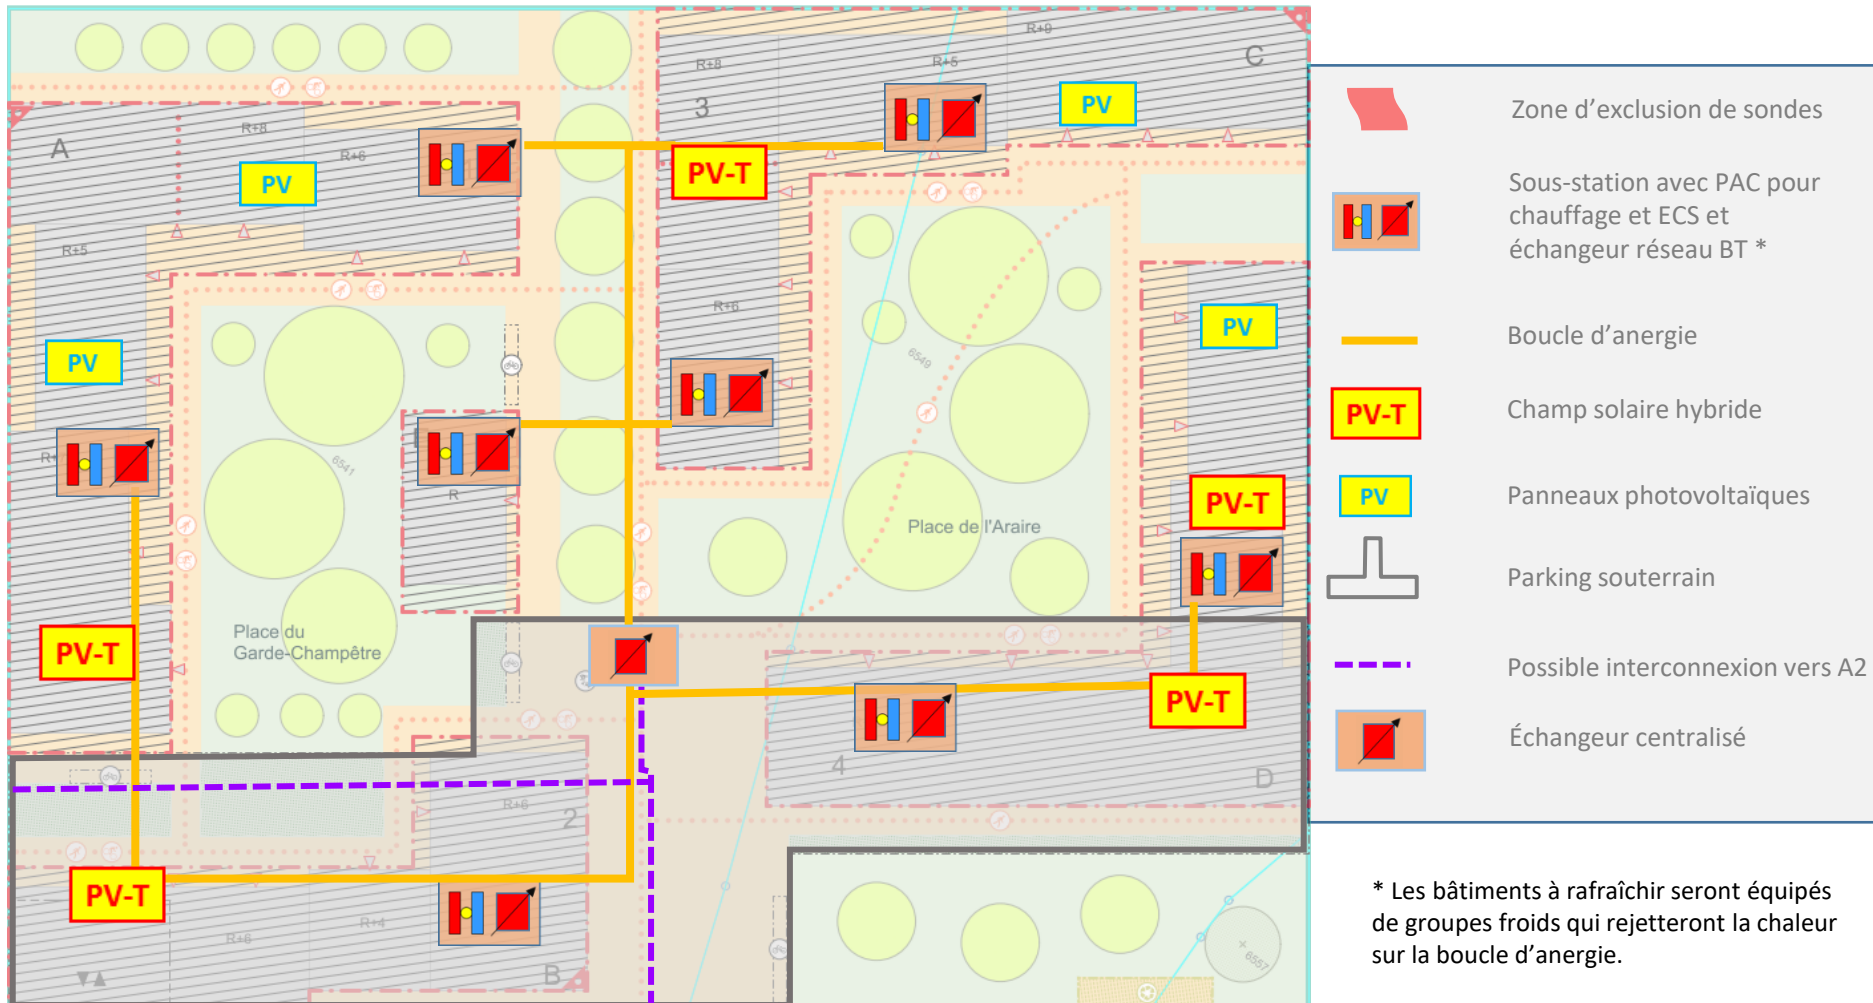 R+9
R+5
C
R+8
3
PV
A
R+8
R+6
PV
PV-T
R+5
R+6
PV
PV
6549
6541
R
PV-T
Place de l'Araire
Place du
Garde-Champêtre
PV-T
PV-T
4
D
R+6
2
PV-T
R+4
R+6
B
6557
Zone d'exclusion de sondes
Sous-station avec PAC pour
chauffage et ECS et
échangeur réseau BT *
Boucle d'anergie
PV-T
Champ solaire hybride
PV
Panneaux photovoltaïques
Parking souterrain
Possible interconnexion vers A2
Échangeur centralisé
* Les bâtiments à rafraîchir seront équipés
de groupes froids qui rejetteront la chaleur
sur la boucle d'anergie.